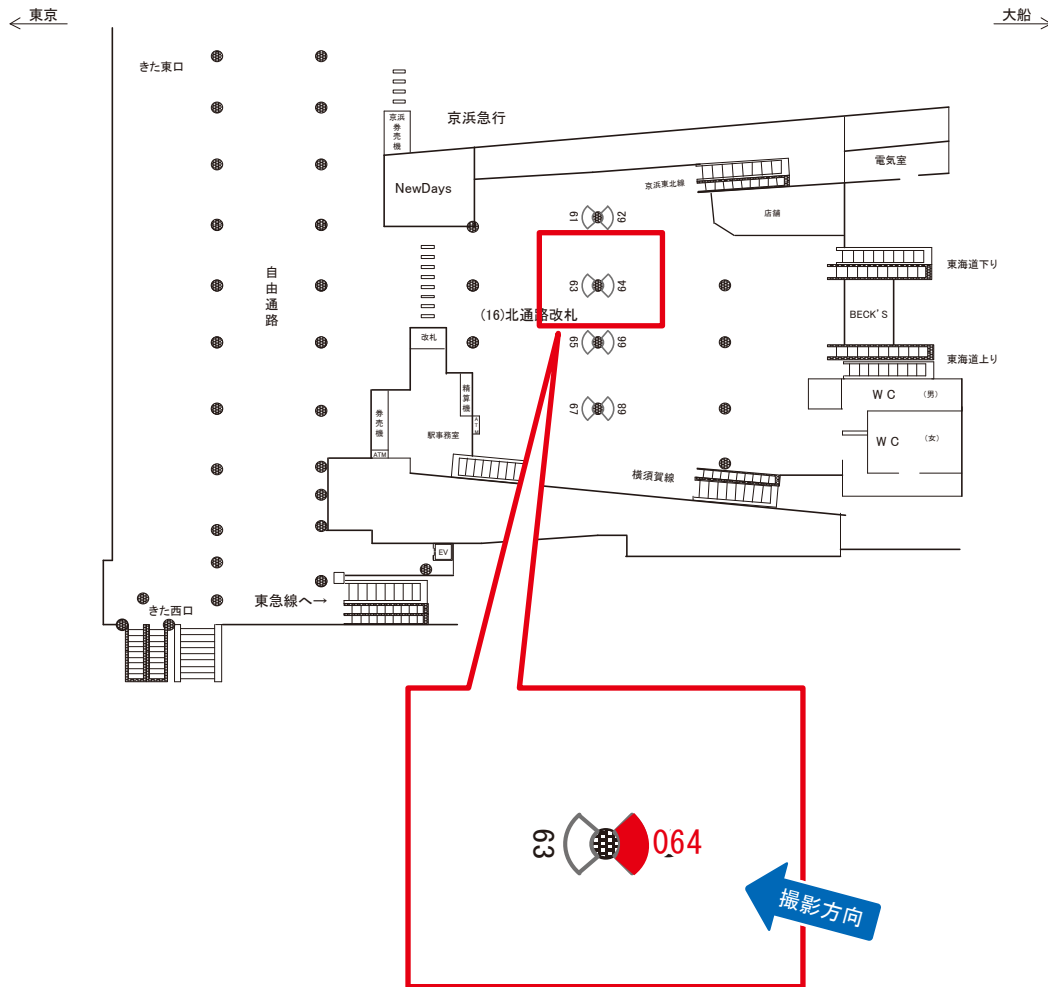 東京
大船
きた東口
京浜
券売機
京浜急行
NewDays
電気室
京浜東北線
店舗
61
62
自由通路
63
64
東海道下り
(16)北通路改札
BECK'S
改札
65
66
東海道上り
精算機
ATM
券売機
ATM
駅事務室
67
68
WC (男)
WC (女)
横須賀線
EV
東急線へ→
きた西口
63
064
撮影方向